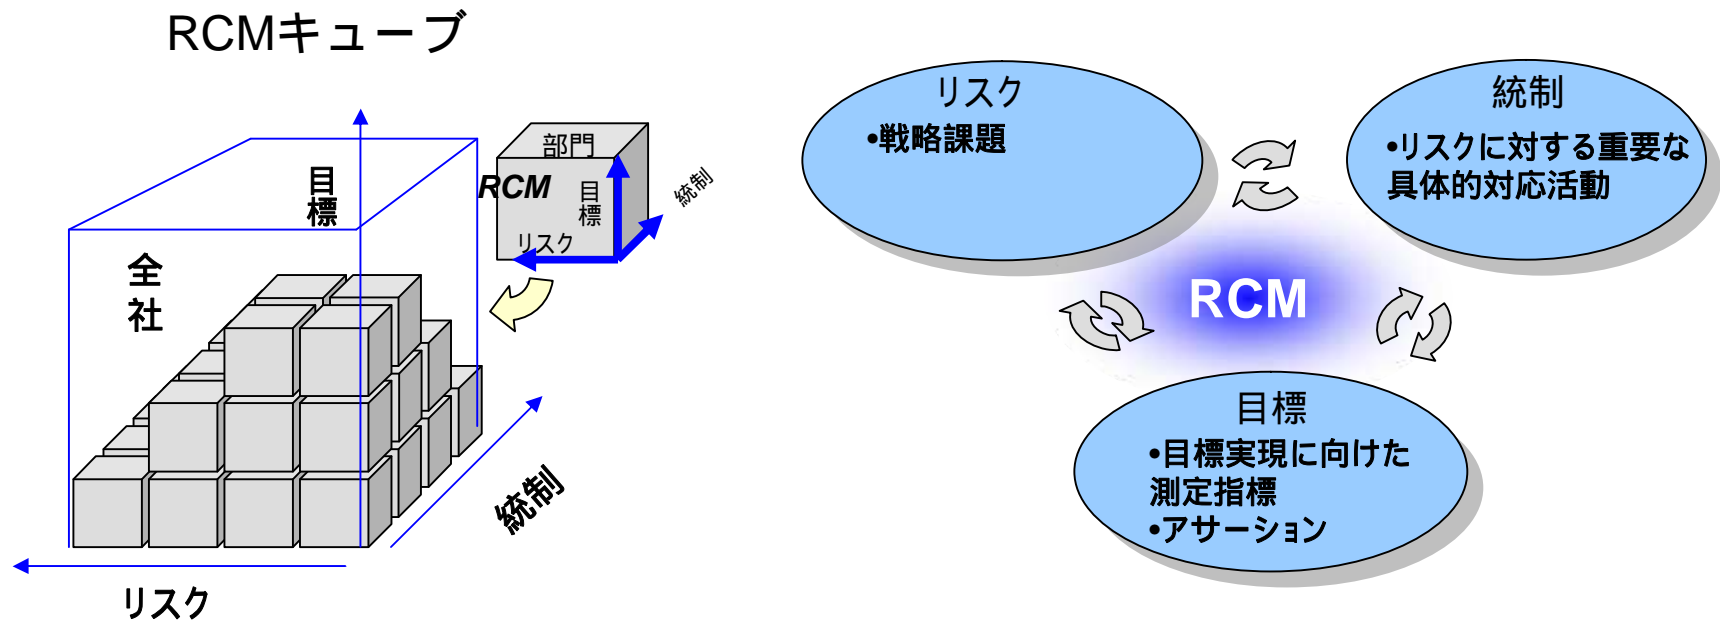 RCMキューブ
目標
全社
部門
RCM
目標
統制
リスク
統制
リスク
リスク
•戦略課題
統制
•リスクに対する重要な
具体的対応活動
RCM
目標
•目標実現に向けた
測定指標
•アサーション